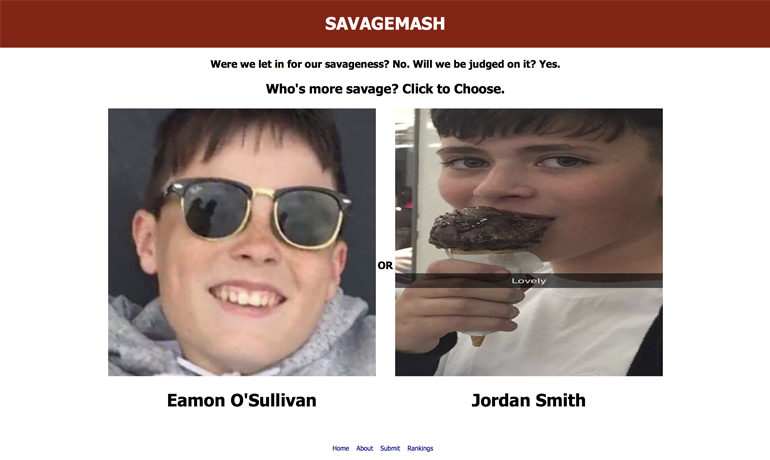 SAVAGEMASH
Were we let in for our savageness? No. Will we be judged on it? Yes.
Who's more savage? Click to Choose.
OR
Lovely
Eamon O'Sullivan
Jordan Smith
Home About Submit Rankings